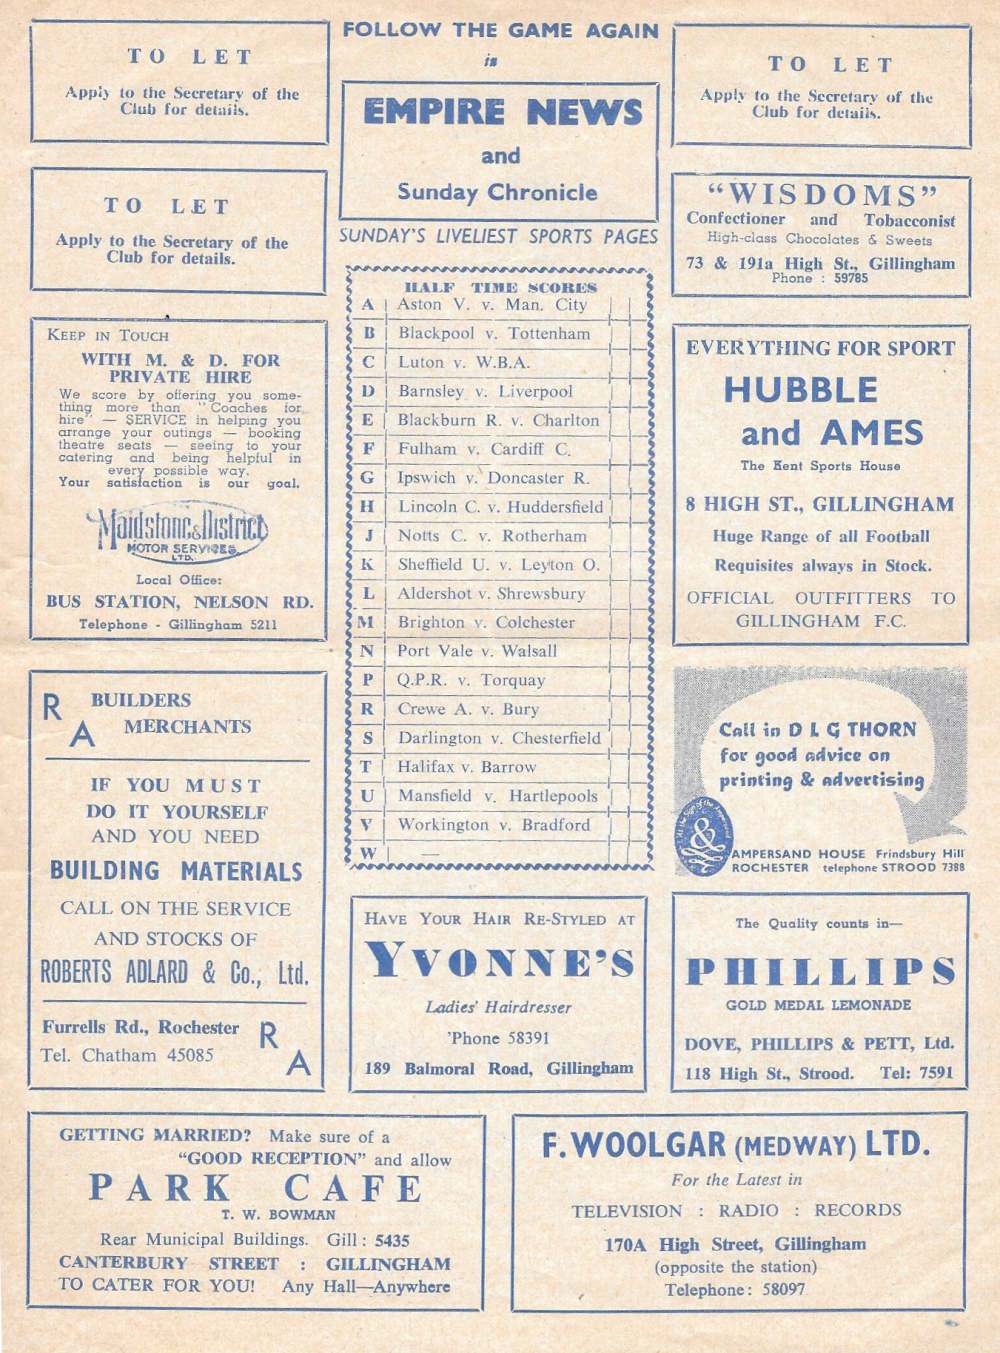 TO LET
Apply to the Secretary of the
Club for details.
TO LET
Apply to the Secretary of the
Club for details.
KEEP IN TOUCH
WITH M. & D. FOR
PRIVATE HIRE
We score by offering you some-
thing more than "Coaches for
hire" — SERVICE in helping you
arrange your outings — booking
theatre seats — seeing to your
catering and being helpful in
every possible way.
Your satisfaction is our goal.
Maidstone & District
MOTOR SERVICES
LTD.
Local Office:
BUS STATION, NELSON RD.
Telephone - Gillingham 5211
R A BUILDERS
MERCHANTS
IF YOU MUST
DO IT YOURSELF
AND YOU NEED
BUILDING MATERIALS
CALL ON THE SERVICE
AND STOCKS OF
ROBERTS ADLARD & Co., Ltd.
Furrells Rd., Rochester
Tel. Chatham 45085
R A
FOLLOW THE GAME AGAIN
in
EMPIRE NEWS
and
Sunday Chronicle
SUNDAY'S LIVELIEST SPORTS PAGES
HALF TIME SCORES
A Aston V. v. Man. City
B Blackpool v. Tottenham
C Luton v. W.B.A.
D Barnsley v. Liverpool
E Blackburn R. v. Charlton
F Fulham v. Cardiff C.
G Ipswich v. Doncaster R.
H Lincoln C. v. Huddersfield
J Notts C. v. Rotherham
K Sheffield U. v. Leyton O.
L Aldershot v. Shrewsbury
M Brighton v. Colchester
N Port Vale v. Walsall
P Q.P.R. v. Torquay
R Crewe A. v. Bury
S Darlington v. Chesterfield
T Halifax v. Barrow
U Mansfield v. Hartlepools
V Workington v. Bradford
W —
HAVE YOUR HAIR RE-STYLED AT
YVONNE'S
Ladies' Hairdresser
'Phone 58391
189 Balmoral Road, Gillingham
TO LET
Apply to the Secretary of the
Club for details.
"WISDOMS"
Confectioner and Tobacconist
High-class Chocolates & Sweets
73 & 191a High St., Gillingham
Phone : 59785
EVERYTHING FOR SPORT
HUBBLE
and AMES
The Kent Sports House
8 HIGH ST., GILLINGHAM
Huge Range of all Football
Requisites always in Stock.
OFFICIAL OUTFITTERS TO
GILLINGHAM F.C.
Call in D L G THORN
for good advice on
printing & advertising
At the Sign of the Ampersand
&
AMPERSAND HOUSE Frindsbury Hill
ROCHESTER telephone STROOD 7388
The Quality counts in—
PHILLIPS
GOLD MEDAL LEMONADE
DOVE, PHILLIPS & PETT, Ltd.
118 High St., Strood. Tel: 7591
GETTING MARRIED? Make sure of a
"GOOD RECEPTION" and allow
PARK CAFE
T. W. BOWMAN
Rear Municipal Buildings. Gill : 5435
CANTERBURY STREET : GILLINGHAM
TO CATER FOR YOU! Any Hall—Anywhere
F. WOOLGAR (MEDWAY) LTD.
For the Latest in
TELEVISION : RADIO : RECORDS
170A High Street, Gillingham
(opposite the station)
Telephone: 58097